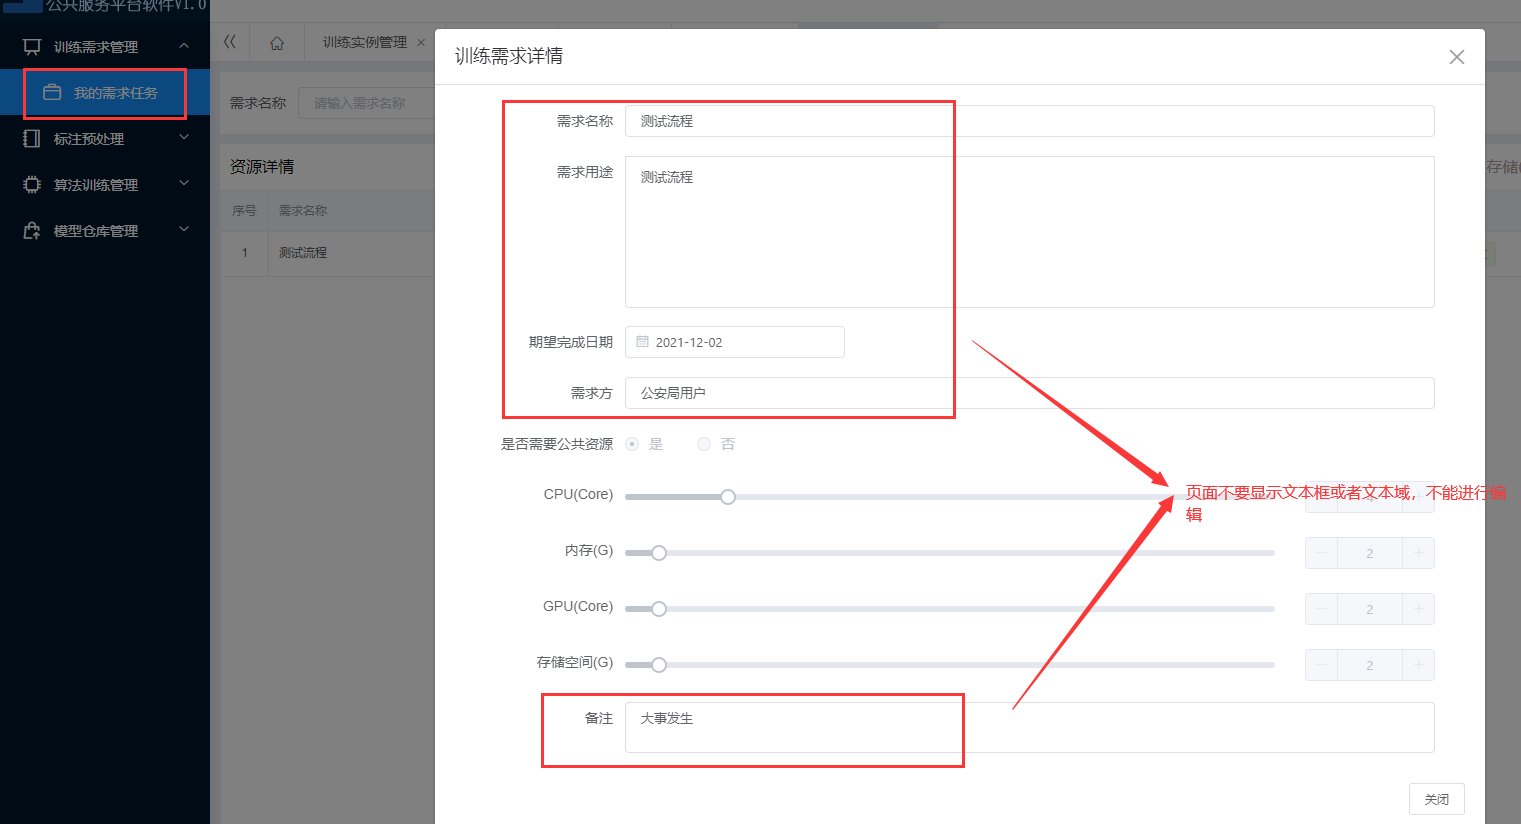 公共服务平台软件V1.0
训练需求管理
我的需求任务
标注预处理
算法训练管理
模型仓库管理
训练实例管理
需求名称
请输入需求名称
资源详情
序号
需求名称
1
测试流程
存储
训练需求详情
需求名称
测试流程
需求用途
测试流程
期望完成日期
2021-12-02
需求方
公安局用户
是否需要公共资源
是
否
CPU(Core)
页面不要显示文本框或者文本域，不能进行编
辑
内存(G)
2
GPU(Core)
2
存储空间(G)
2
备注
大事发生
关闭